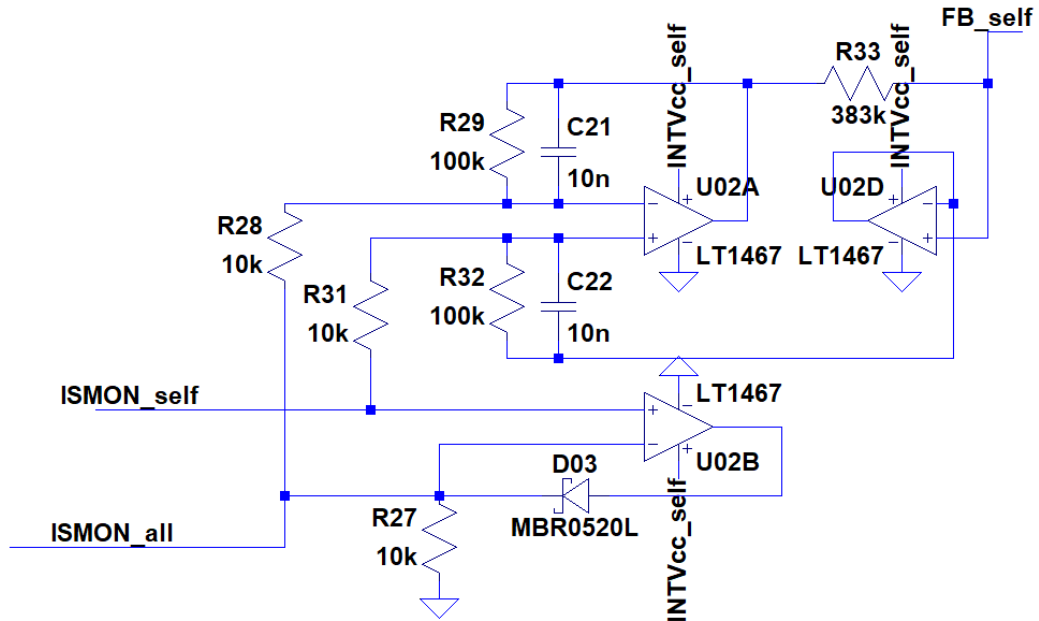 FB_self
INTVcc_self
INTVcc_self
R33
383k
R29
100k
C21
10n
U02A
U02D
LT1467
LT1467
R28
10k
R31
10k
R32
100k
C22
10n
ISMON_self
LT1467
U02B
D03
MBR0520L
INTVcc_self
R27
10k
ISMON_all